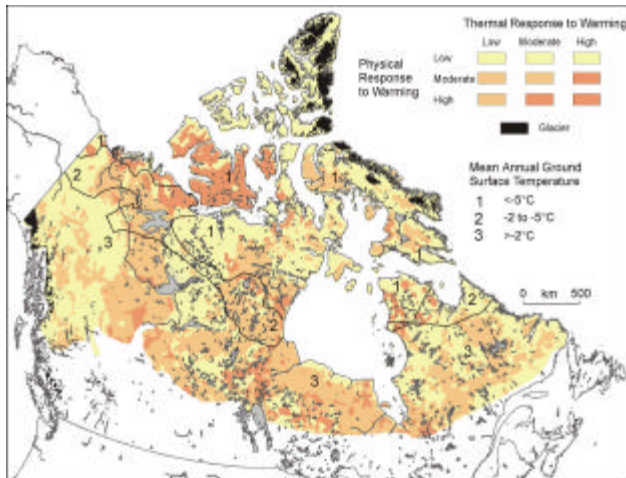 Thermal Response to Warming
Low Moderate High
Physical
Response
to Warming
Low
Moderate
High
Glacier
Mean Annual Ground
Surface Temperature
1 <-5°C
2 -2 to -5°C
3 >-2°C
0 km 500
1
2
3
1
1
1
1
1
2
2
3
3
3